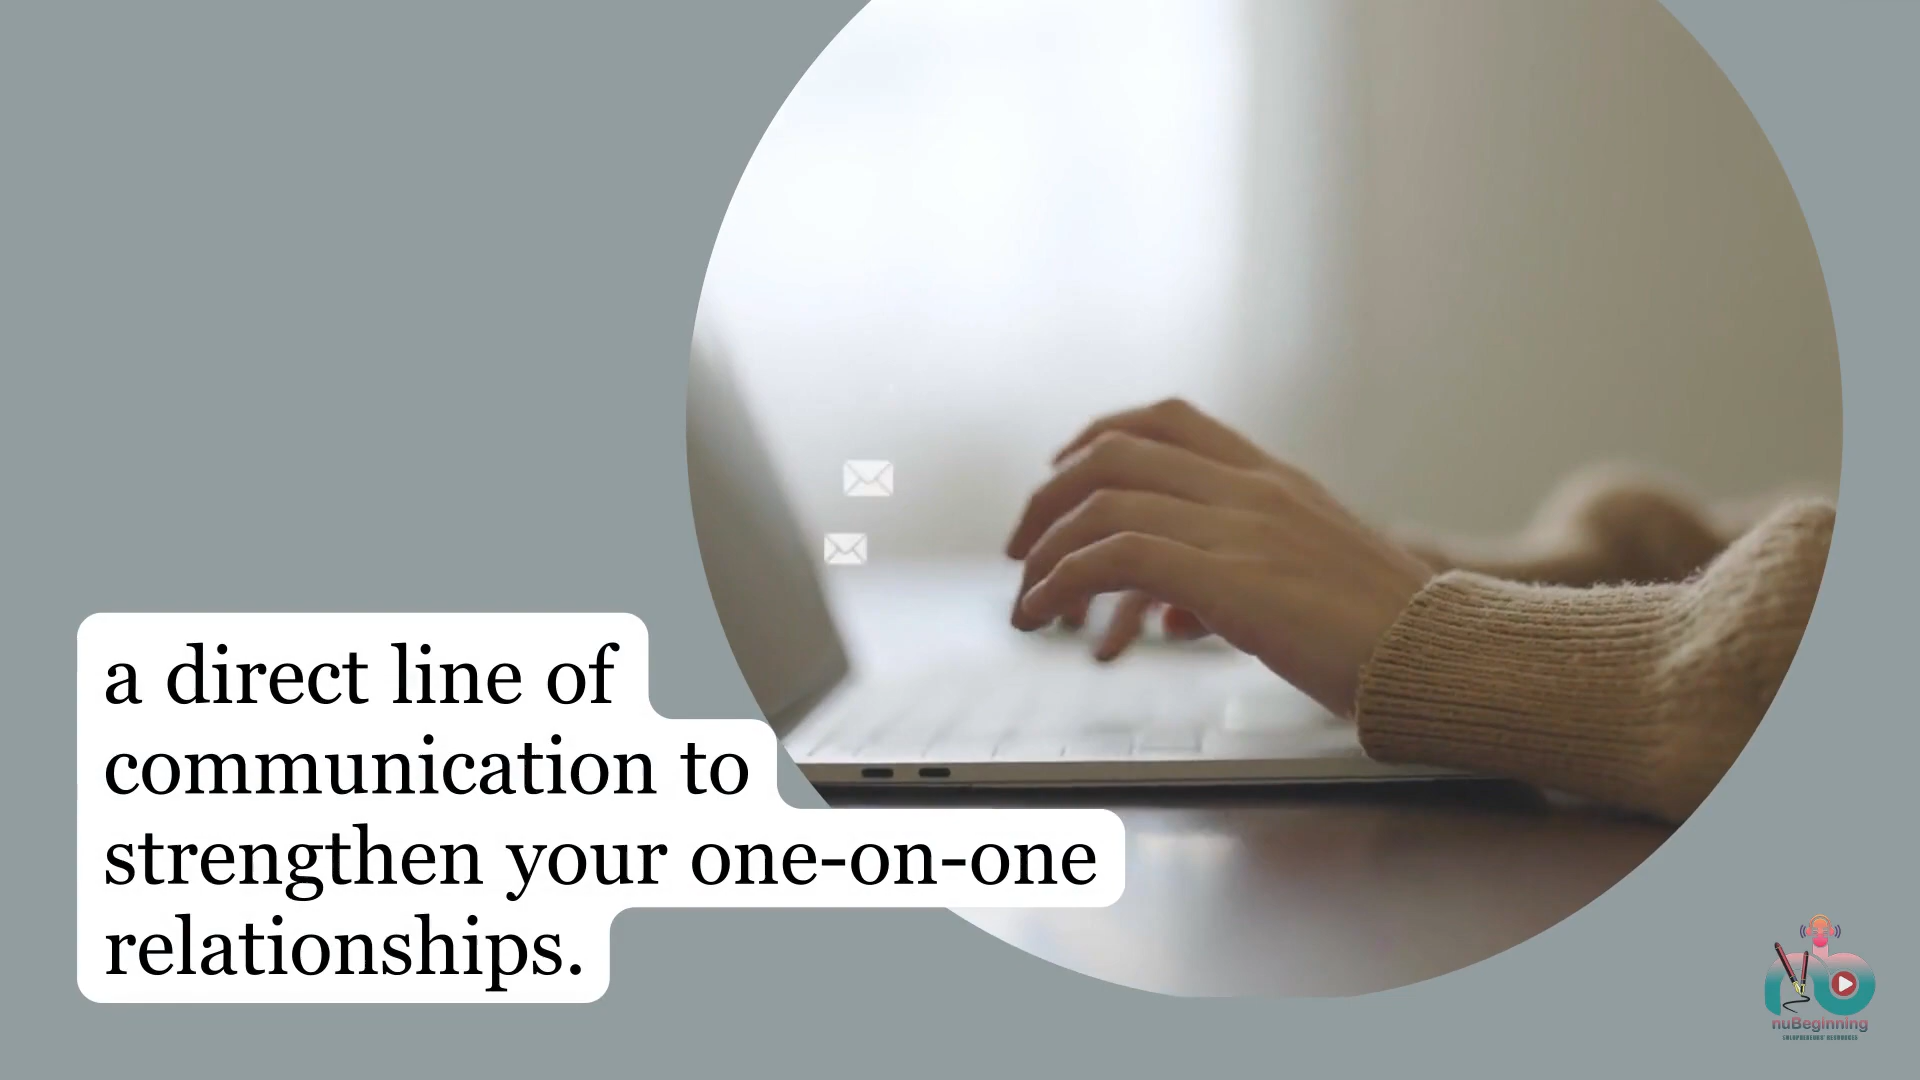 a direct line of
communication to
strengthen your one-on-one
relationships.
nuBeginning